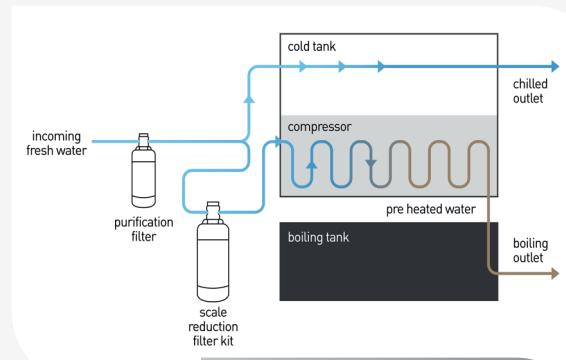 cold tank
chilled
outlet
compressor
incoming
fresh water
purification
filter
pre heated water
boiling tank
boiling
outlet
scale
reduction
filter kit